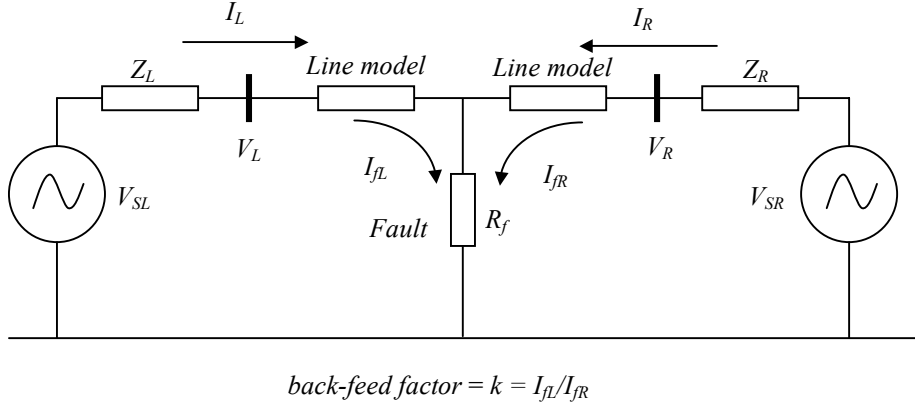 I_L
I_R
Z_L
Line model
Line model
Z_R
V_L
V_R
I_fL
I_fR
V_SL
V_SR
Fault
R_f
back-feed factor = k = I_fL/I_fR